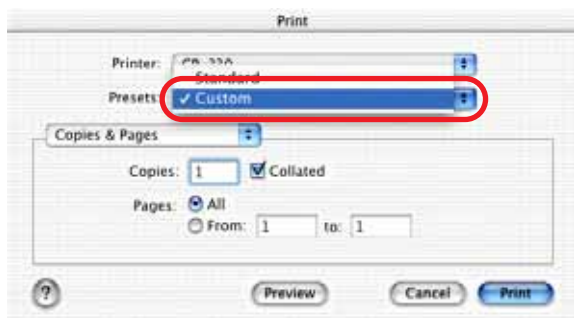 Print
Printer:
Standard
Presets: ✓ Custom
Copies & Pages
Copies: 1 ✓ Collated
Pages: All
From: 1 to: 1
? Preview Cancel Print